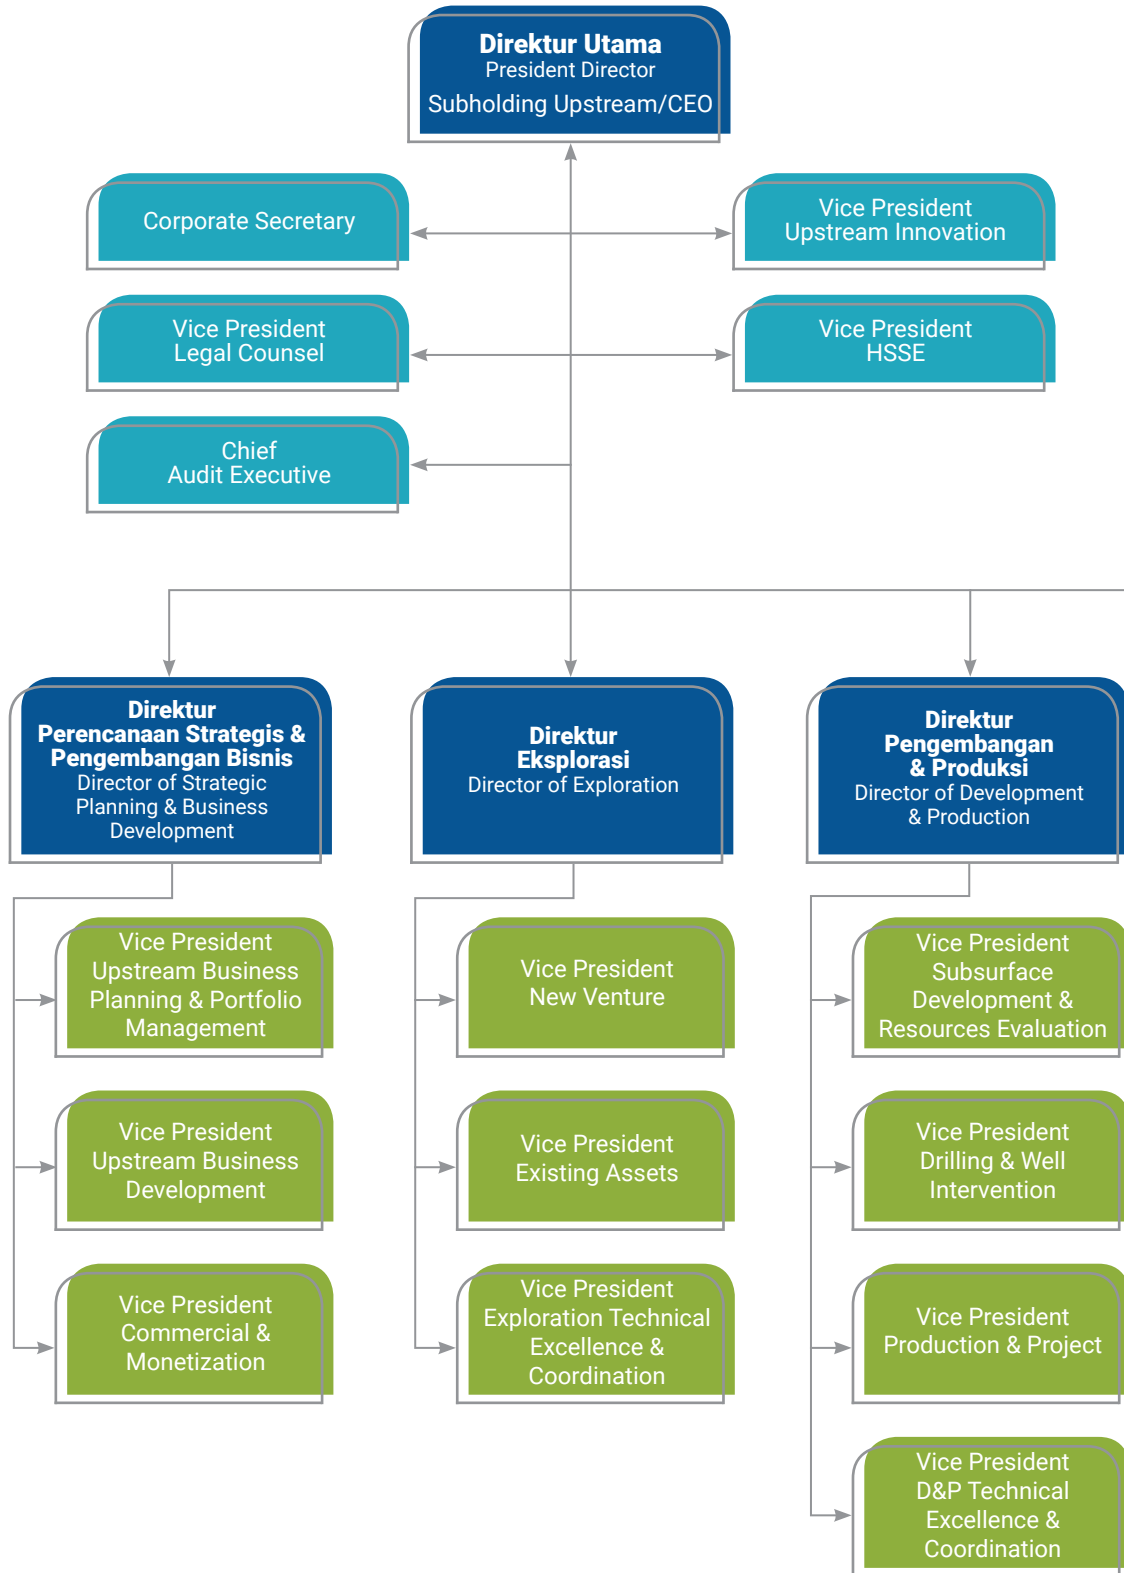 Direktur Utama
President Director
Subholding Upstream/CEO
Corporate Secretary
Vice President
Upstream Innovation
Vice President
Legal Counsel
Vice President
HSSE
Chief
Audit Executive
Direktur
Perencanaan Strategis &
Pengembangan Bisnis
Director of Strategic
Planning & Business
Development
Direktur
Eksplorasi
Director of Exploration
Direktur
Pengembangan
& Produksi
Director of Development
& Production
Vice President
Upstream Business
Planning & Portfolio
Management
Vice President
Upstream Business
Development
Vice President
Commercial &
Monetization
Vice President
New Venture
Vice President
Existing Assets
Vice President
Exploration Technical
Excellence &
Coordination
Vice President
Subsurface
Development &
Resources Evaluation
Vice President
Drilling & Well
Intervention
Vice President
Production & Project
Vice President
D&P Technical
Excellence &
Coordination